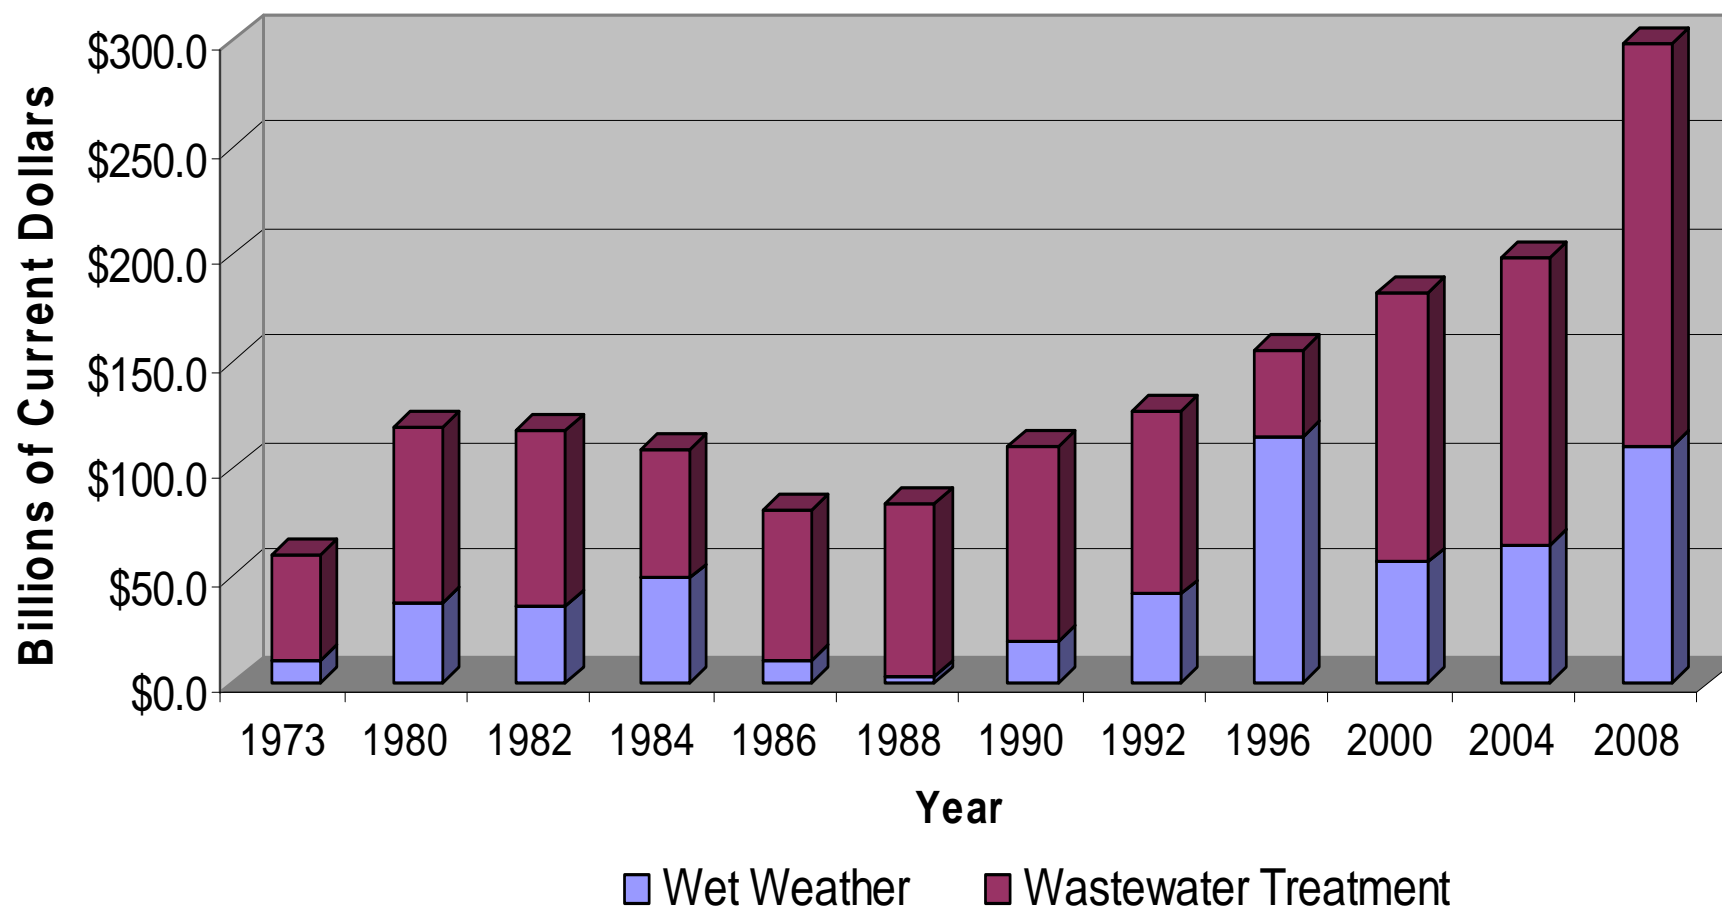 Billions of Current Dollars
$300.0
$250.0
$200.0
$150.0
$100.0
$50.0
$0.0
1973 1980 1982 1984 1986 1988 1990 1992 1996 2000 2004 2008
Year
Wet Weather Wastewater Treatment